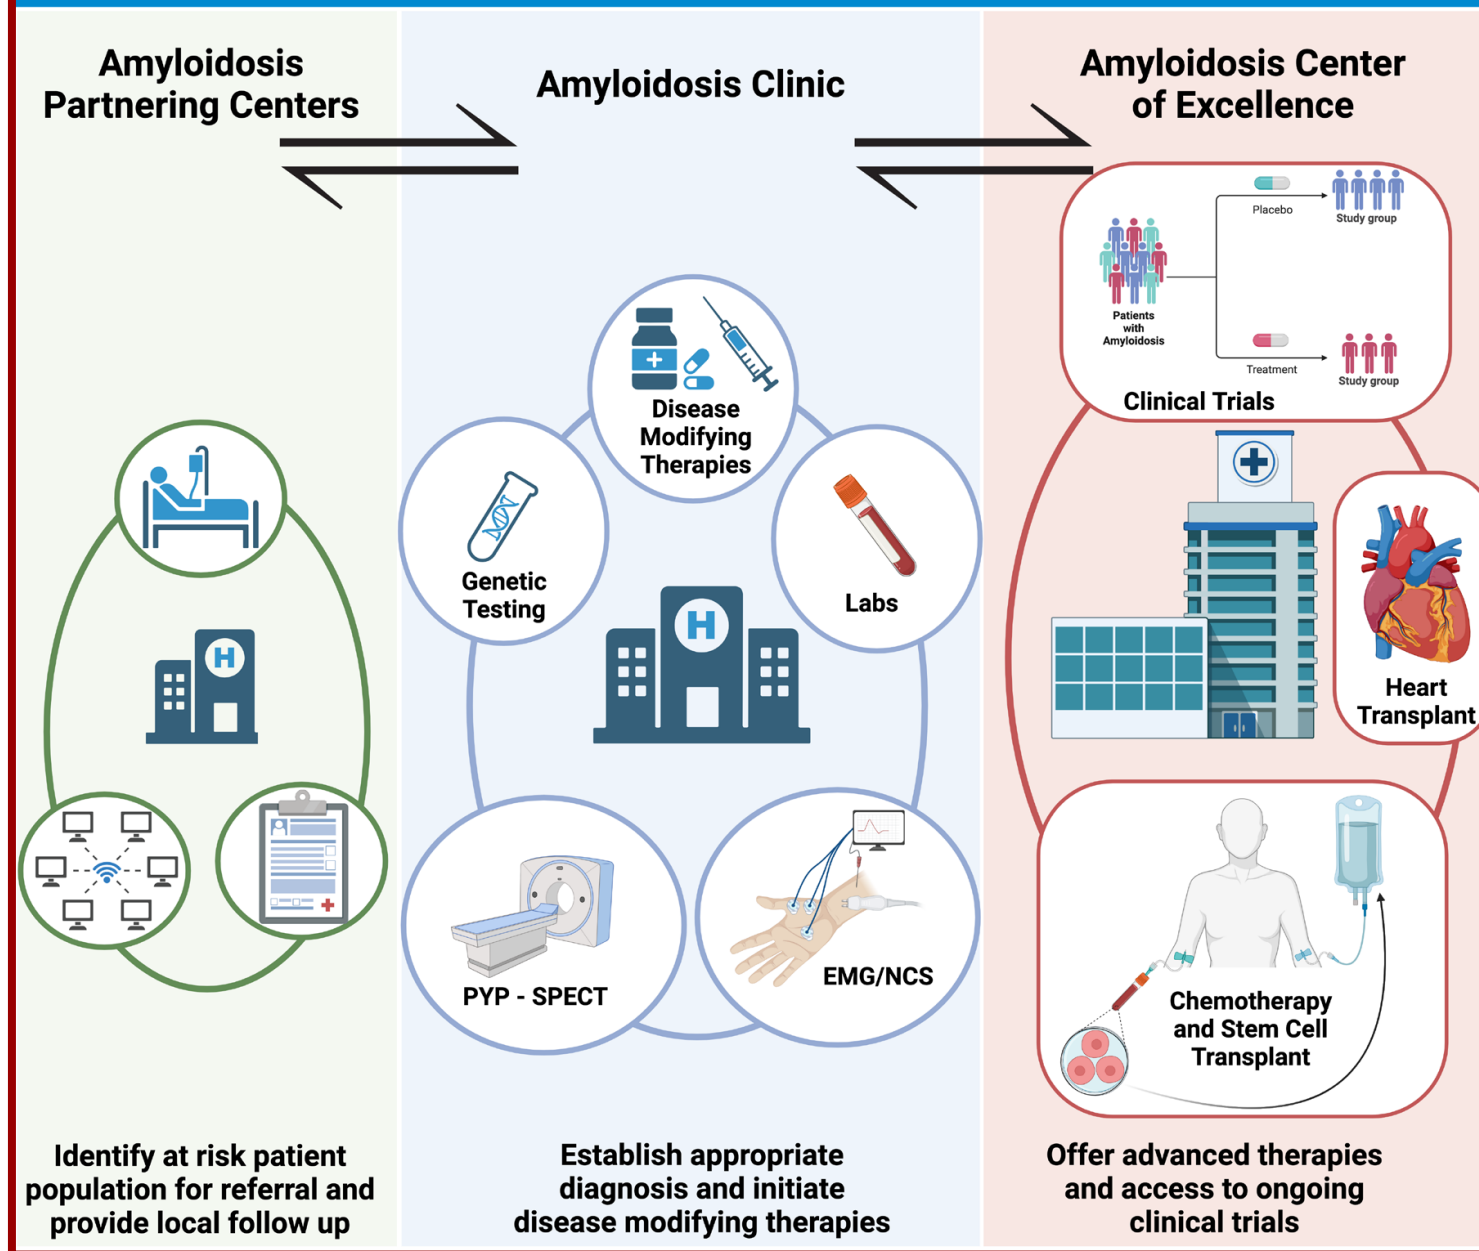 Amyloidosis
Partnering Centers
Amyloidosis Clinic
Amyloidosis Center
of Excellence
Placebo
Study group
Patients
with
Amyloidosis
Treatment
Study group
Clinical Trials
Disease
Modifying
Therapies
Genetic
Testing
Labs
H
H
Heart
Transplant
PYP - SPECT
EMG/NCS
Chemotherapy
and Stem Cell
Transplant
Identify at risk patient
population for referral and
provide local follow up
Establish appropriate
diagnosis and initiate
disease modifying therapies
Offer advanced therapies
and access to ongoing
clinical trials